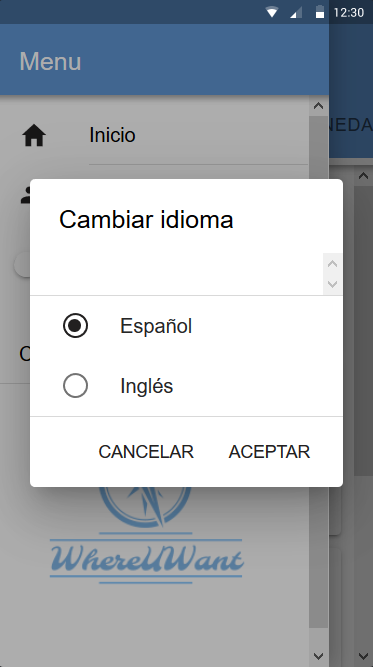 12:30
Menu
NEDA
Inicio
Cambiar idioma
Español
Inglés
CANCELAR ACEPTAR
WhereUWant